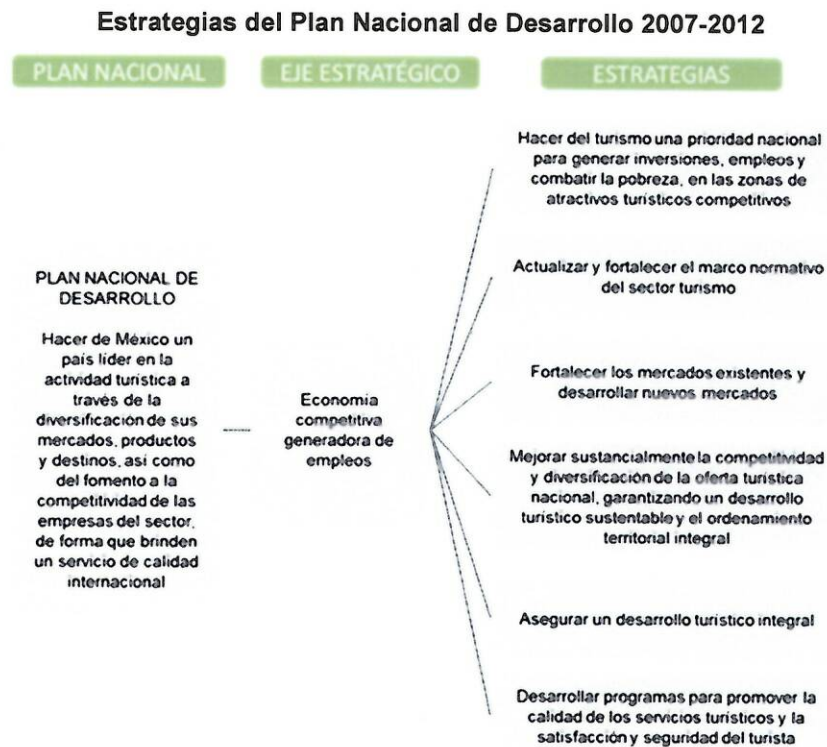 Estrategias del Plan Nacional de Desarrollo 2007-2012
PLAN NACIONAL
EJE ESTRATÉGICO
ESTRATEGIAS
PLAN NACIONAL DE
DESARROLLO
Hacer de México un
país líder en la
actividad turística a
través de la
diversificación de sus
mercados, productos
y destinos, así como
del fomento a la
competitividad de las
empresas del sector,
de forma que brinden
un servicio de calidad
internacional
Economía
competitiva
generadora de
empleos
Hacer del turismo una prioridad nacional
para generar inversiones, empleos y
combatir la pobreza, en las zonas de
atractivos turísticos competitivos
Actualizar y fortalecer el marco normativo
del sector turismo
Fortalecer los mercados existentes y
desarrollar nuevos mercados
Mejorar sustancialmente la competitividad
y diversificación de la oferta turística
nacional, garantizando un desarrollo
turístico sustentable y el ordenamiento
territorial integral
Asegurar un desarrollo turístico integral
Desarrollar programas para promover la
calidad de los servicios turísticos y la
satisfacción y seguridad del turista